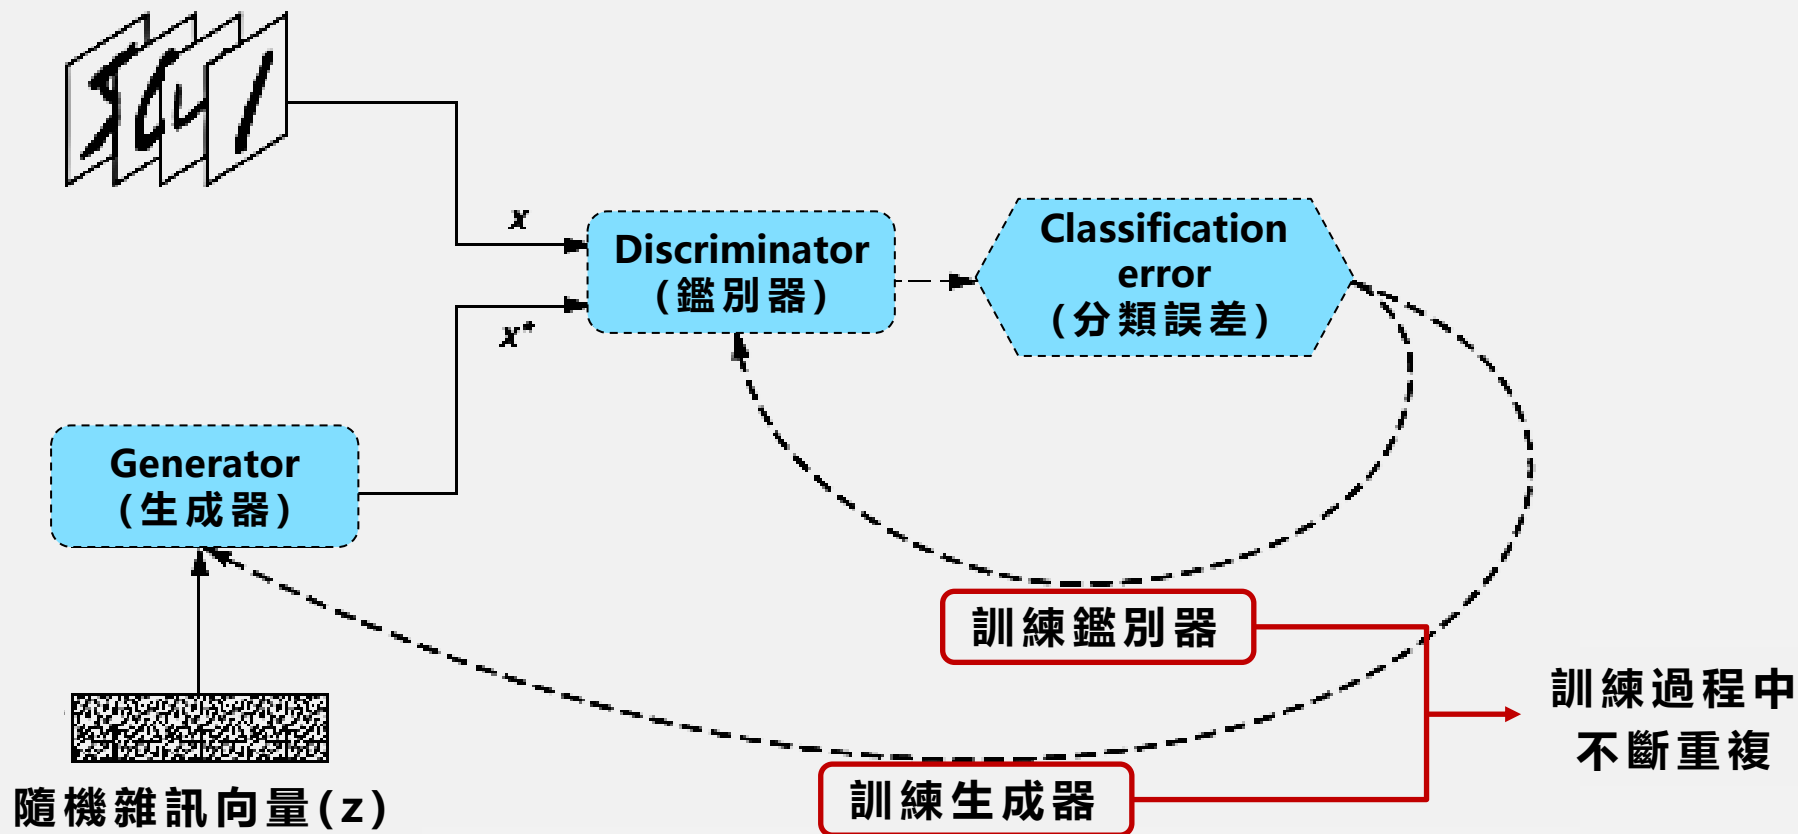 x
Discriminator
(鑑別器)
Classification
error
(分類誤差)
x*
Generator
(生成器)
訓練鑑別器
訓練過程中
不斷重複
訓練生成器
隨機雜訊向量(z)